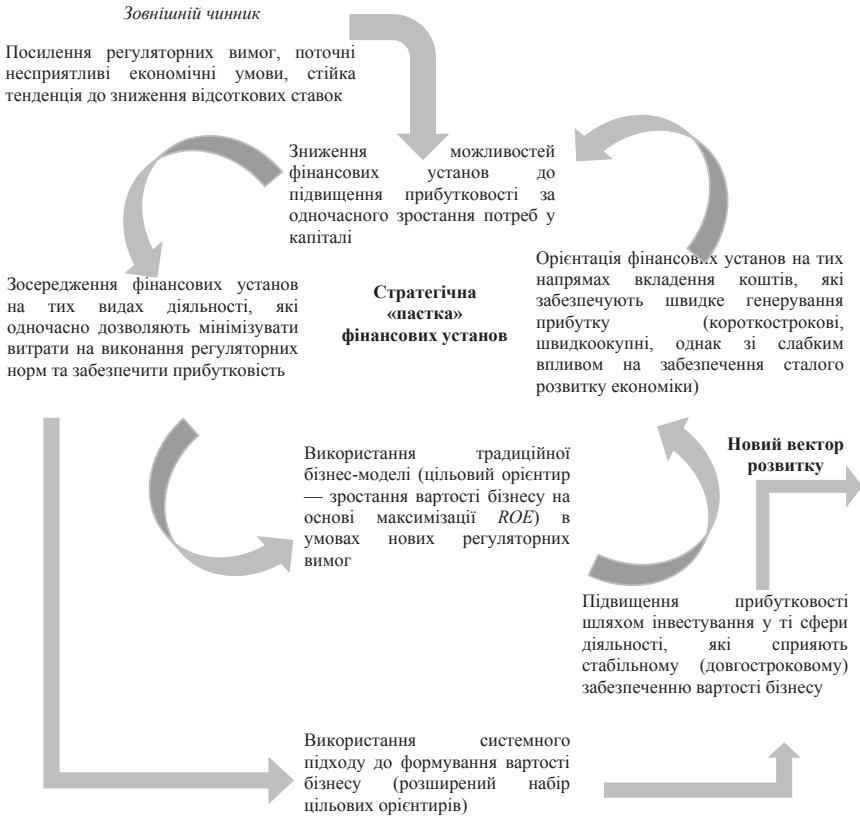 Зовнішній чинник
Посилення регуляторних вимог, поточні
несприятливі економічні умови, стійка
тенденція до зниження відсоткових ставок
Зниження можливостей
фінансових установ до
підвищення прибутковості за
одночасного зростання потреб у
капіталі
Зосередження фінансових установ
на тих видах діяльності, які
одночасно дозволяють мінімізувати
витрати на виконання регуляторних
норм та забезпечити прибутковість
Стратегічна
«пастка»
фінансових установ
Орієнтація фінансових установ на тих
напрямах вкладення коштів, які
забезпечують швидке генерування
прибутку (короткострокові,
швидкоокупні, однак зі слабким
впливом на забезпечення сталого
розвитку економіки)
Використання традиційної
бізнес-моделі (цільовий орієнтир
— зростання вартості бізнесу на
основі максимізації ROE) в
умовах нових регуляторних
вимог
Новий вектор
розвитку
Підвищення прибутковості
шляхом інвестування у ті сфери
діяльності, які сприяють
стабільному (довгостроковому)
забезпеченню вартості бізнесу
Використання системного
підходу до формування вартості
бізнесу (розширений набір
цільових орієнтирів)